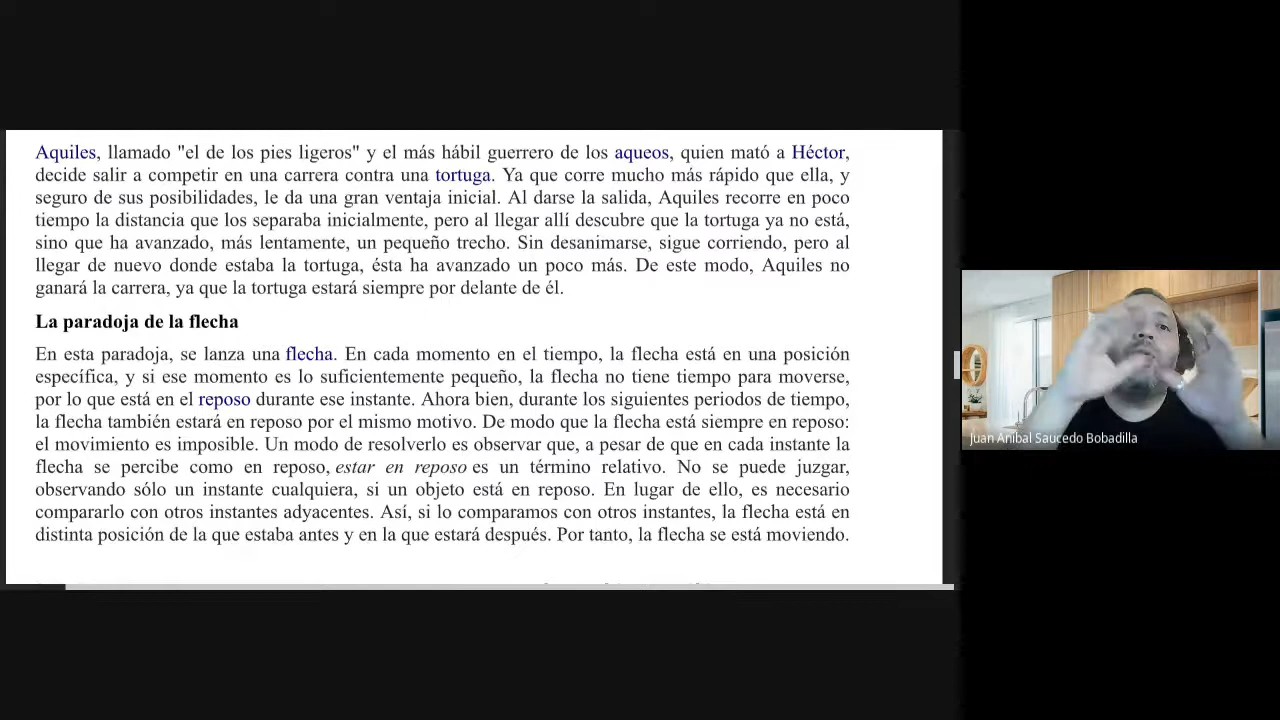 Aquiles, llamado "el de los pies ligeros" y el más hábil guerrero de los aqueos, quien mató a Héctor,
decide salir a competir en una carrera contra una tortuga. Ya que corre mucho más rápido que ella, y
seguro de sus posibilidades, le da una gran ventaja inicial. Al darse la salida, Aquiles recorre en poco
tiempo la distancia que los separaba inicialmente, pero al llegar allí descubre que la tortuga ya no está,
sino que ha avanzado, más lentamente, un pequeño trecho. Sin desanimarse, sigue corriendo, pero al
llegar de nuevo donde estaba la tortuga, ésta ha avanzado un poco más. De este modo, Aquiles no
ganará la carrera, ya que la tortuga estará siempre por delante de él.
La paradoja de la flecha
En esta paradoja, se lanza una flecha. En cada momento en el tiempo, la flecha está en una posición
específica, y si ese momento es lo suficientemente pequeño, la flecha no tiene tiempo para moverse,
por lo que está en el reposo durante ese instante. Ahora bien, durante los siguientes periodos de tiempo,
la flecha también estará en reposo por el mismo motivo. De modo que la flecha está siempre en reposo:
el movimiento es imposible. Un modo de resolverlo es observar que, a pesar de que en cada instante la
flecha se percibe como en reposo, estar en reposo es un término relativo. No se puede juzgar,
observando sólo un instante cualquiera, si un objeto está en reposo. En lugar de ello, es necesario
compararlo con otros instantes adyacentes. Así, si lo comparamos con otros instantes, la flecha está en
distinta posición de la que estaba antes y en la que estará después. Por tanto, la flecha se está moviendo.
Juan Aníbal Saucedo Bobadilla